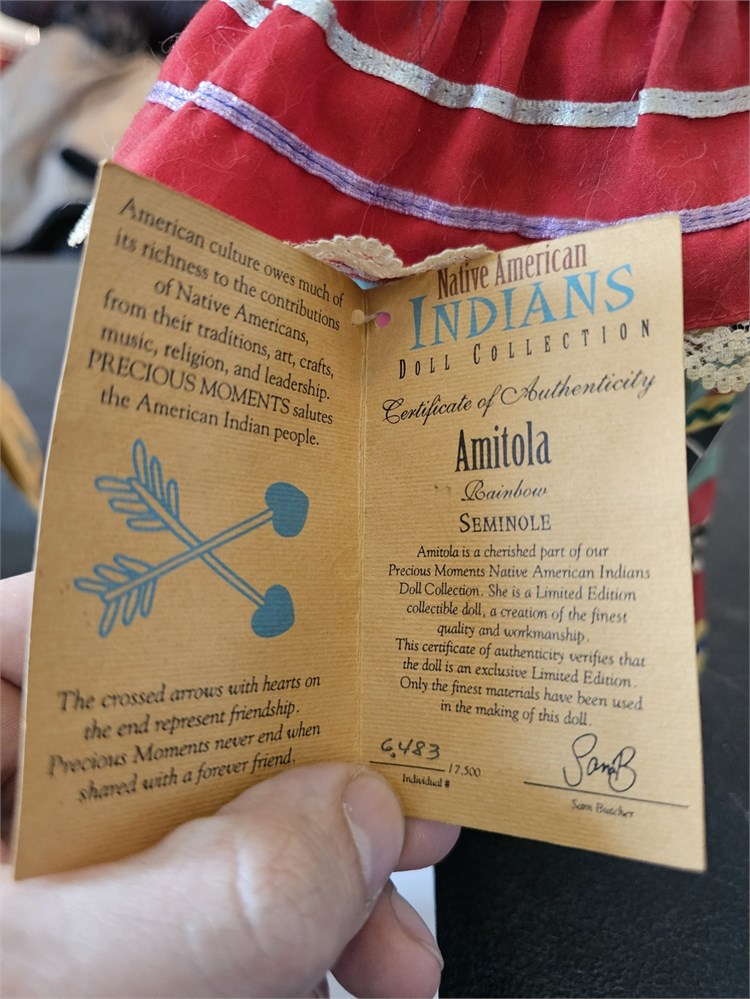 American culture owes much of
its richness to the contributions
of Native Americans,
from their traditions, art, crafts,
music, religion, and leadership.
PRECIOUS MOMENTS salutes
the American Indian people.
The crossed arrows with hearts on
the end represent friendship.
Precious Moments never end when
shared with a forever friend.
Native American
INDIANS
DOLL COLLECTION
Certificate of Authenticity
Amitola
Rainbow
SEMINOLE
Amitola is a cherished part of our
Precious Moments Native American Indians
Doll Collection. She is a Limited Edition
collectible doll, a creation of the finest
quality and workmanship.
This certificate of authenticity verifies that
the doll is an exclusive Limited Edition.
Only the finest materials have been used
in the making of this doll.
6,483 /17,500
Individual #
Sam B
Sam Butcher